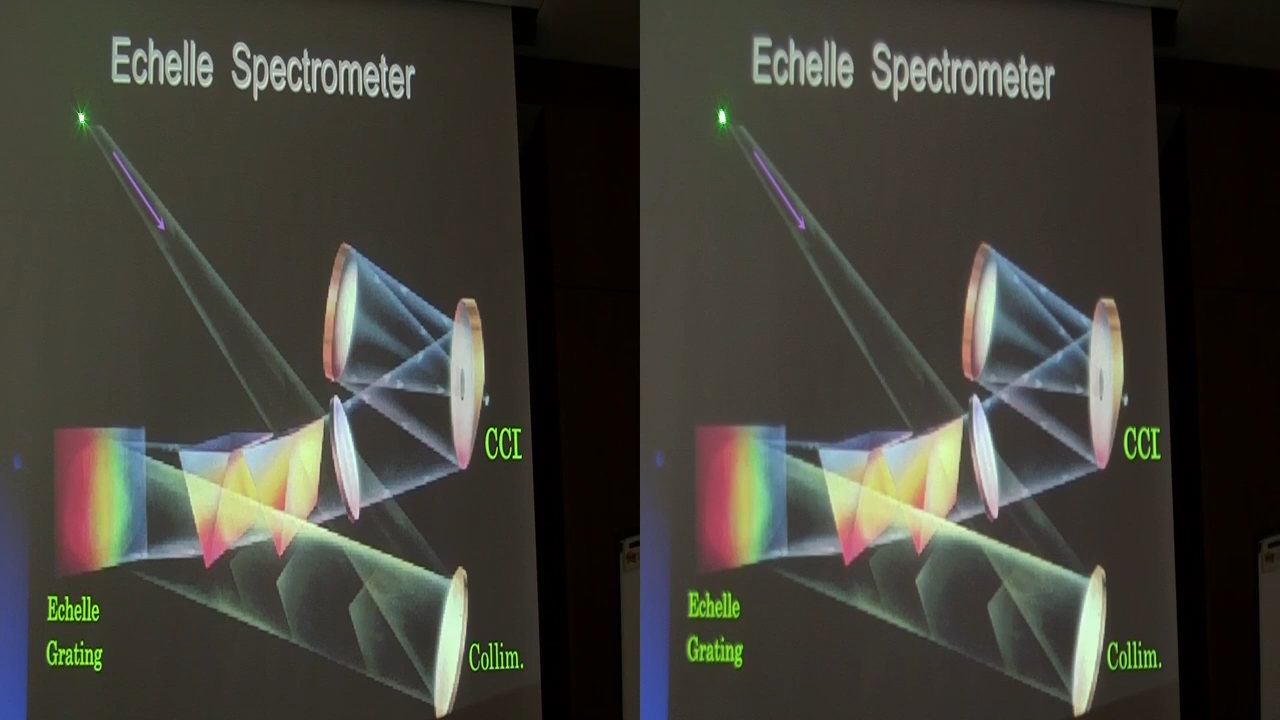 Echelle Spectrometer
CCI
Echelle
Grating
Collim.
Echelle Spectrometer
CCI
Echelle
Grating
Collim.